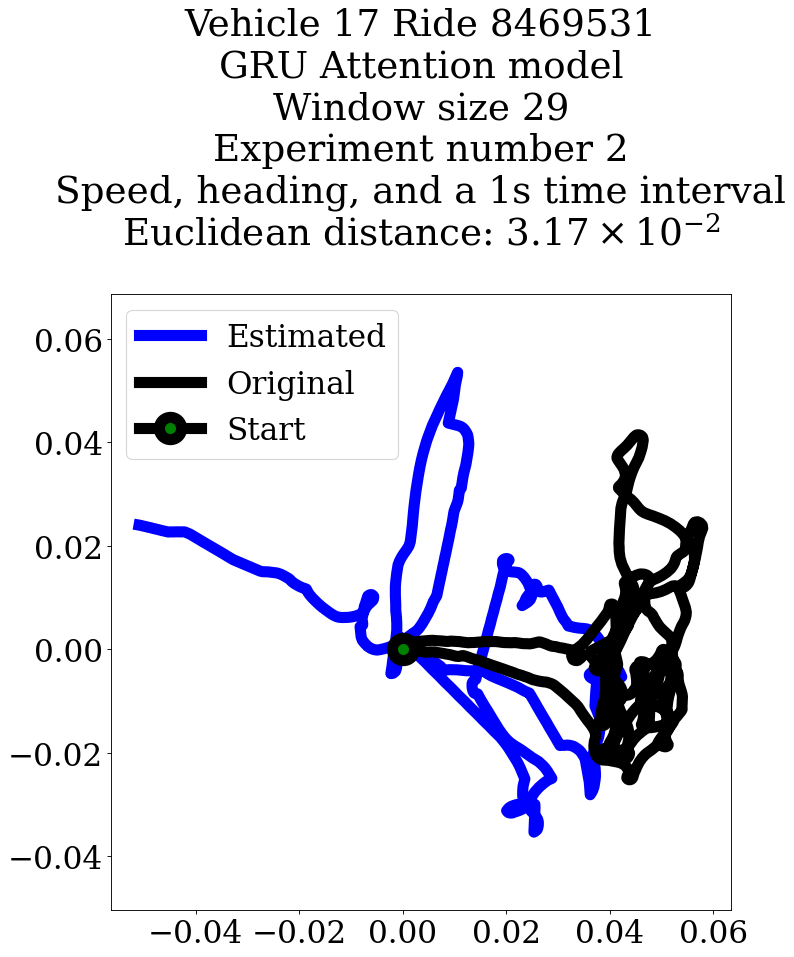 Vehicle 17 Ride 8469531
GRU Attention model
Window size 29
Experiment number 2
Speed, heading, and a 1s time interval
Euclidean distance: 3.17 × 10⁻²
0.06
0.04
0.02
0.00
−0.02
−0.04
Estimated
Original
Start
−0.04 −0.02 0.00 0.02 0.04 0.06